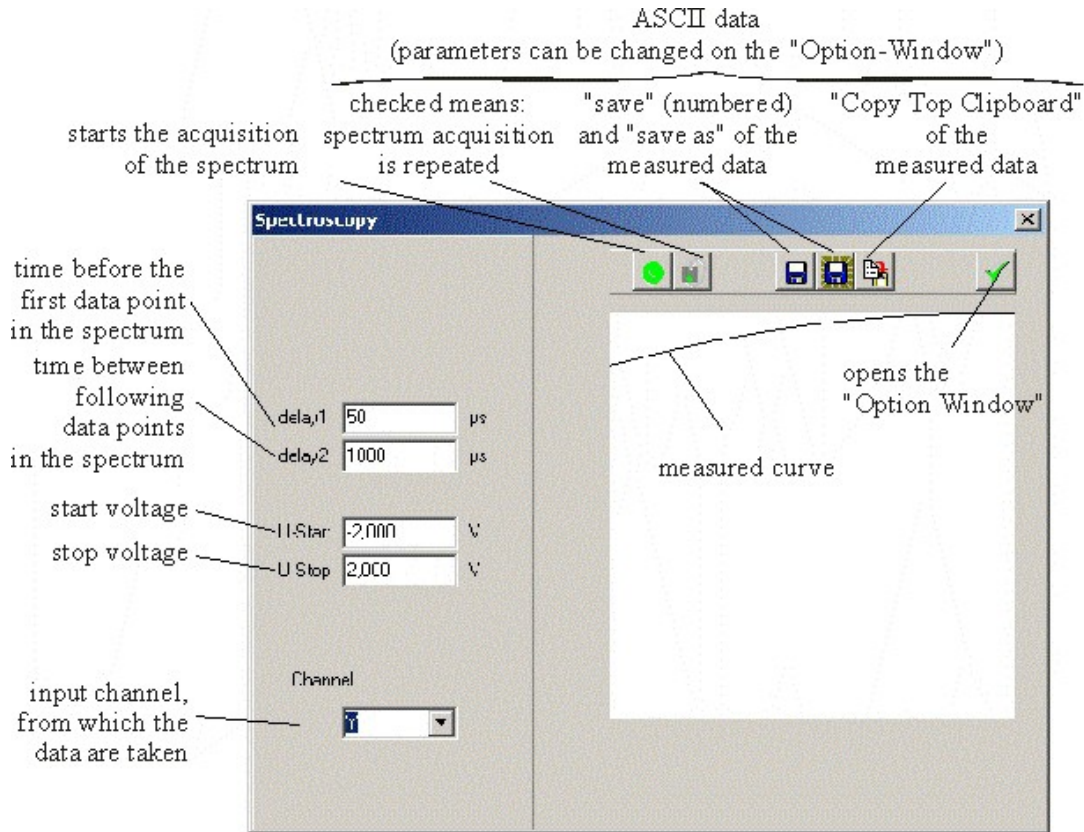 ASCII data
(parameters can be changed on the "Option-Window")
starts the acquisition
of the spectrum
checked means:
spectrum acquisition
is repeated
"save" (numbered)
and "save as" of the
measured data
"Copy Top Clipboard"
of the
measured data
Spectroscopy
time before the
first data point
in the spectrum
time between
following
data points
in the spectrum
delay1 50 µs
delay2 1000 µs
start voltage
U-Start -2,000 V
stop voltage
U Stop 2,000 V
Channel
input channel,
from which the
data are taken
opens the
"Option Window"
measured curve